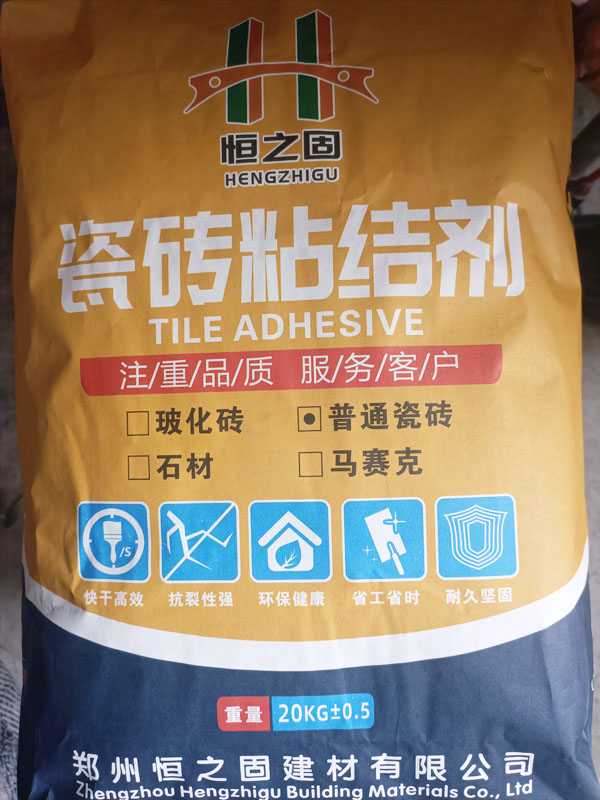 恒之固
HENGZHIGU
瓷砖粘结剂
TILE ADHESIVE
注/重/品/质 服/务/客/户
玻化砖 普通瓷砖
石材 马赛克
/S
快干高效 抗裂性强 环保健康 省工省时 耐久坚固
重量 20KG±0.5
郑州恒之固建材有限公司
Zhengzhou Hengzhigu Building Materials Co., Ltd